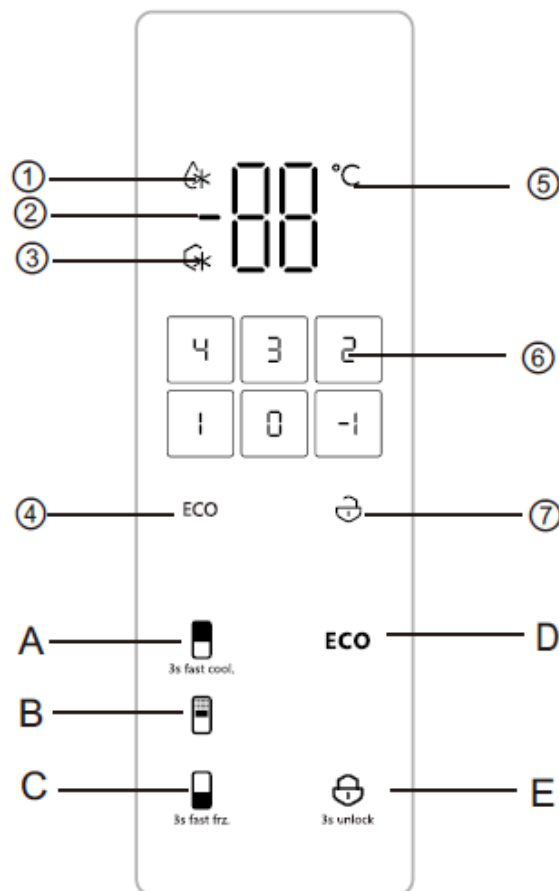 ① -88 °C ⑤
②
③
4 3 2 ⑥
1 0 -1
④ ECO ⑦
A ECO D
3s fast cool.
B
C E
3s fast frz. 3s unlock